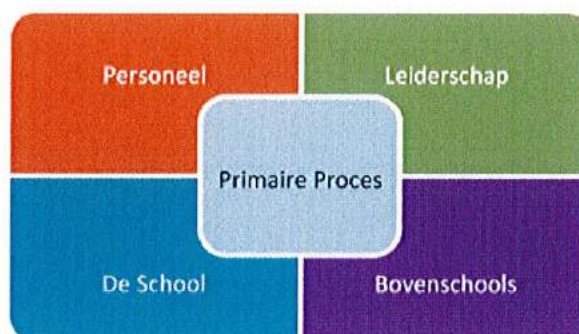 Personeel
Leiderschap
Primaire Proces
De School
Bovenschools